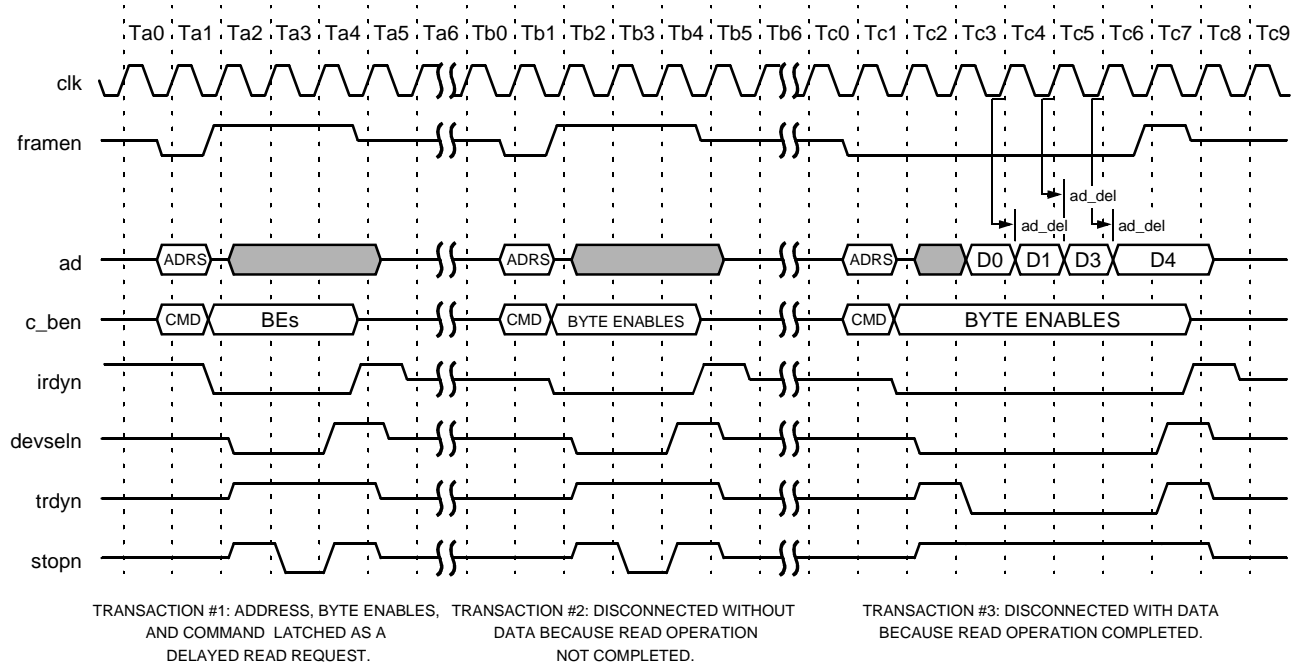 Ta0 Ta1 Ta2 Ta3 Ta4 Ta5 Ta6 Tb0 Tb1 Tb2 Tb3 Tb4 Tb5 Tb6 Tc0 Tc1 Tc2 Tc3 Tc4 Tc5 Tc6 Tc7 Tc8 Tc9
clk
framen
ad_del
ad_del ad_del
ad ADRS ADRS ADRS D0 D1 D3 D4
c_ben CMD BEs CMD BYTE ENABLES CMD BYTE ENABLES
irdyn
devseln
trdyn
stopn
TRANSACTION #1: ADDRESS, BYTE ENABLES,
AND COMMAND LATCHED AS A
DELAYED READ REQUEST.
TRANSACTION #2: DISCONNECTED WITHOUT
DATA BECAUSE READ OPERATION
NOT COMPLETED.
TRANSACTION #3: DISCONNECTED WITH DATA
BECAUSE READ OPERATION COMPLETED.